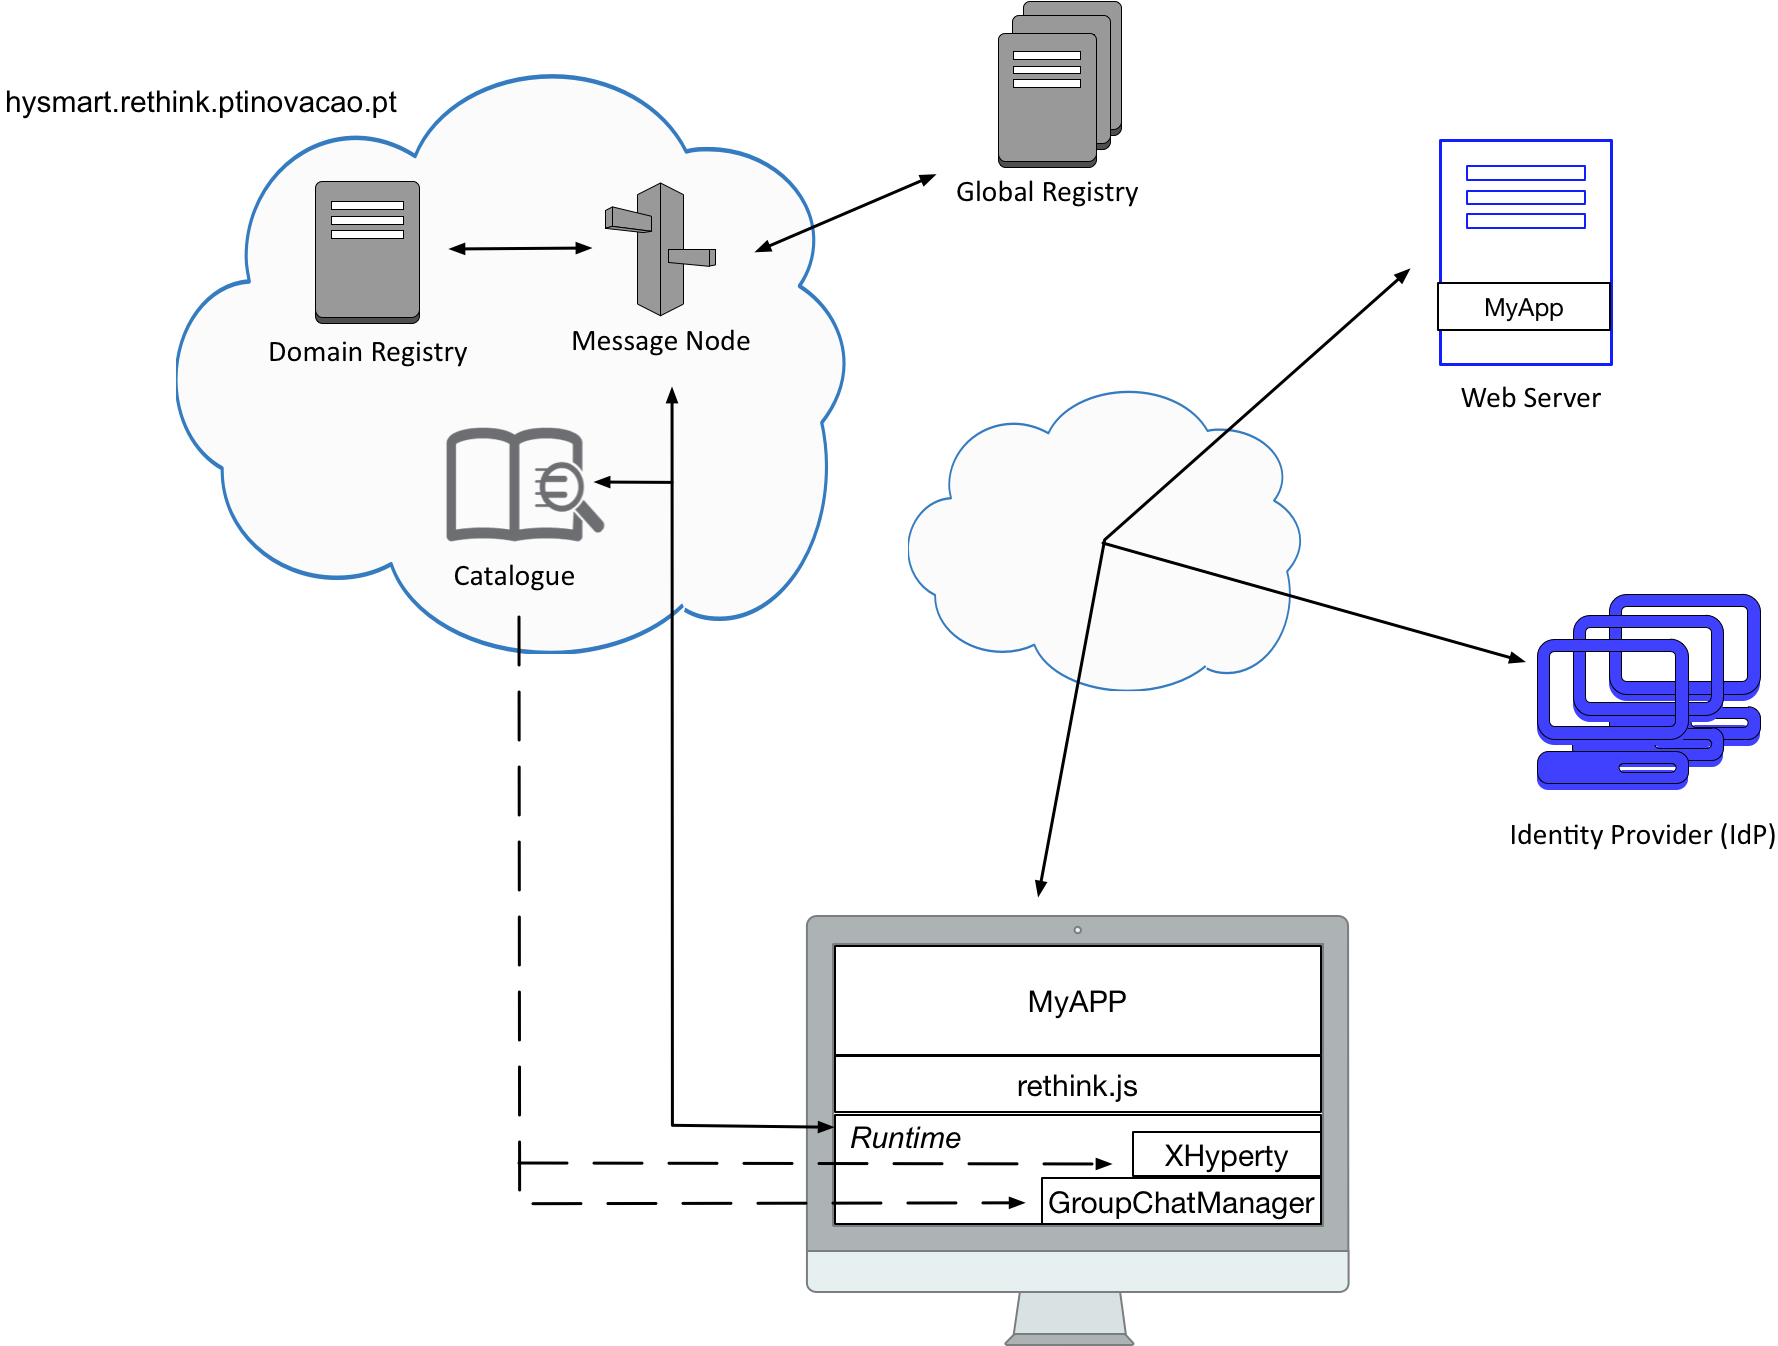 hysmart.rethink.ptinovacao.pt
Global Registry
Domain Registry
Message Node
MyApp
Web Server
Catalogue
Identity Provider (IdP)
MyAPP
rethink.js
Runtime
XHyperty
GroupChatManager